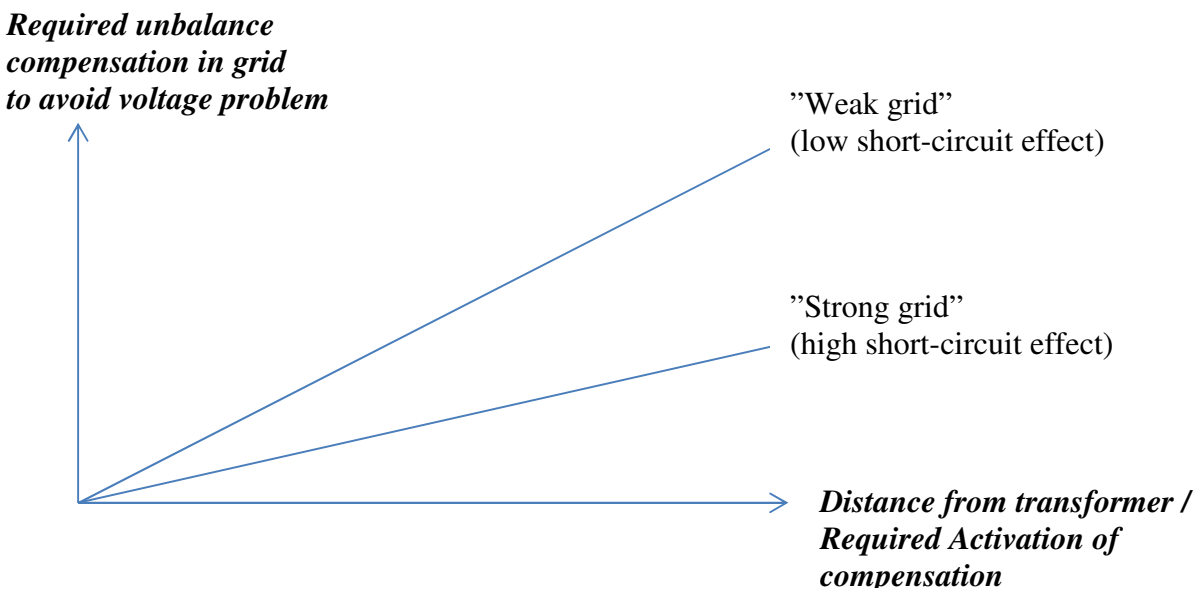 Required unbalance
compensation in grid
to avoid voltage problem
”Weak grid”
(low short-circuit effect)
”Strong grid”
(high short-circuit effect)
Distance from transformer /
Required Activation of
compensation